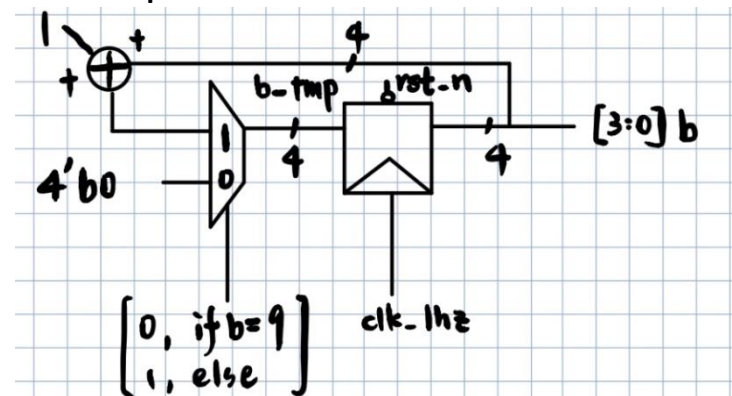 1
+
+
4
b_tmp
rst_n
4
1
0
4'b0
4
[3:0] b
0, if b=9
1, else
clk_1hz